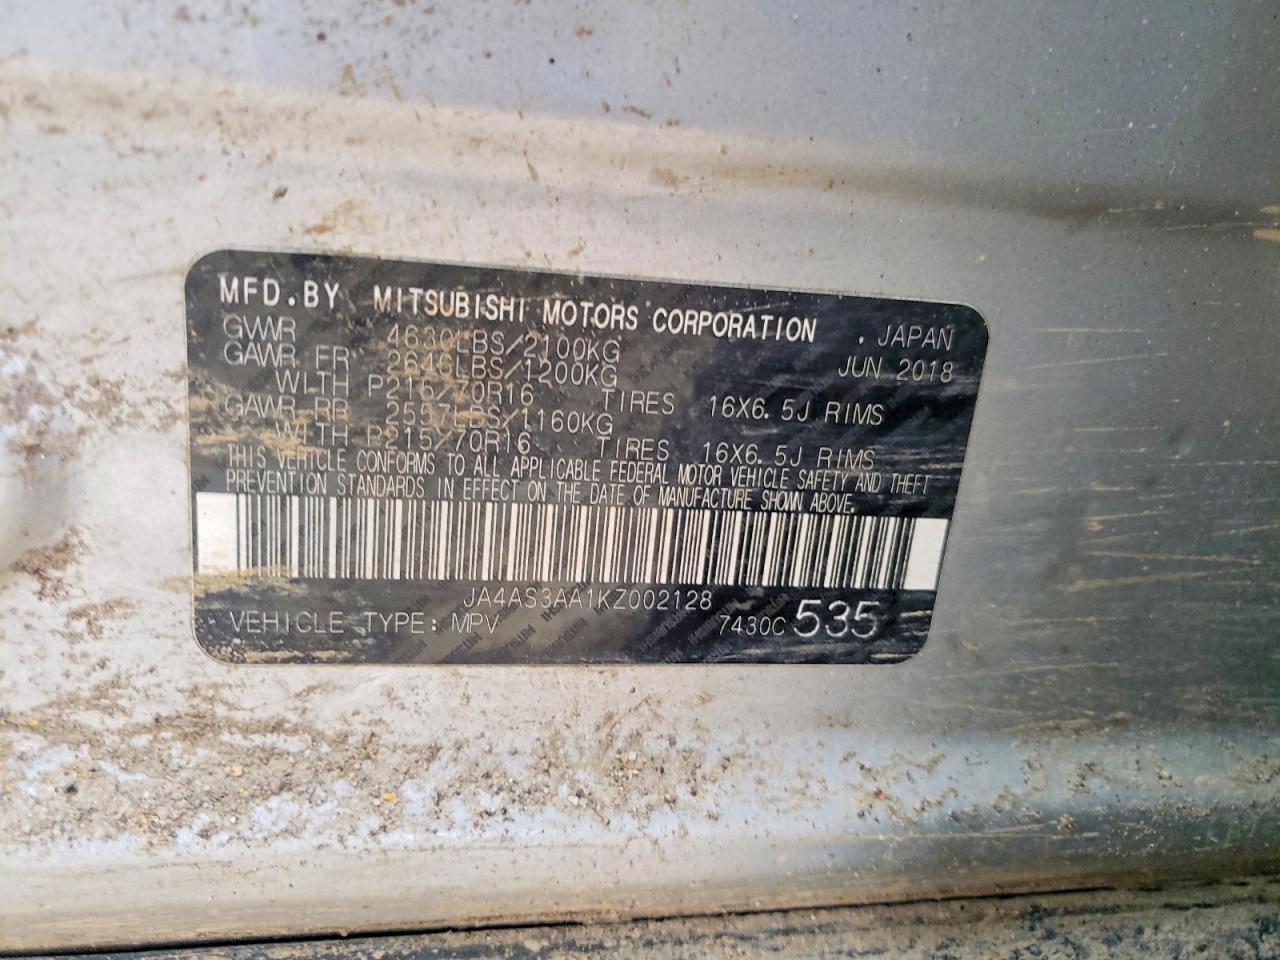 MFD.BY MITSUBISHI MOTORS CORPORATION . JAPAN
GVWR 4630LBS/2100KG JUN 2018
GAWR FR 2646LBS/1200KG
WITH P215/70R16 TIRES 16X6.5J RIMS
GAWR RR 2557LBS/1160KG
WITH P215/70R16 TIRES 16X6.5J RIMS
THIS VEHICLE CONFORMS TO ALL APPLICABLE FEDERAL MOTOR VEHICLE SAFETY AND THEFT
PREVENTION STANDARDS IN EFFECT ON THE DATE OF MANUFACTURE SHOWN ABOVE.
JA4AS3AA1KZ002128
VEHICLE TYPE: MPV 7430C 535